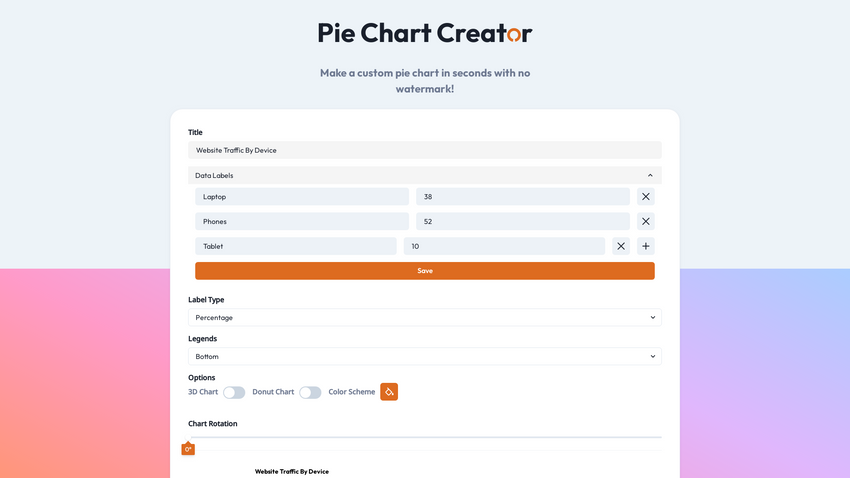 Pie Chart Creator
Make a custom pie chart in seconds with no
watermark!
Title
Website Traffic By Device
Data Labels
Laptop 38
Phones 52
Tablet 10
Save
Label Type
Percentage
Legends
Bottom
Options
3D Chart Donut Chart Color Scheme
Chart Rotation
0°
Website Traffic By Device